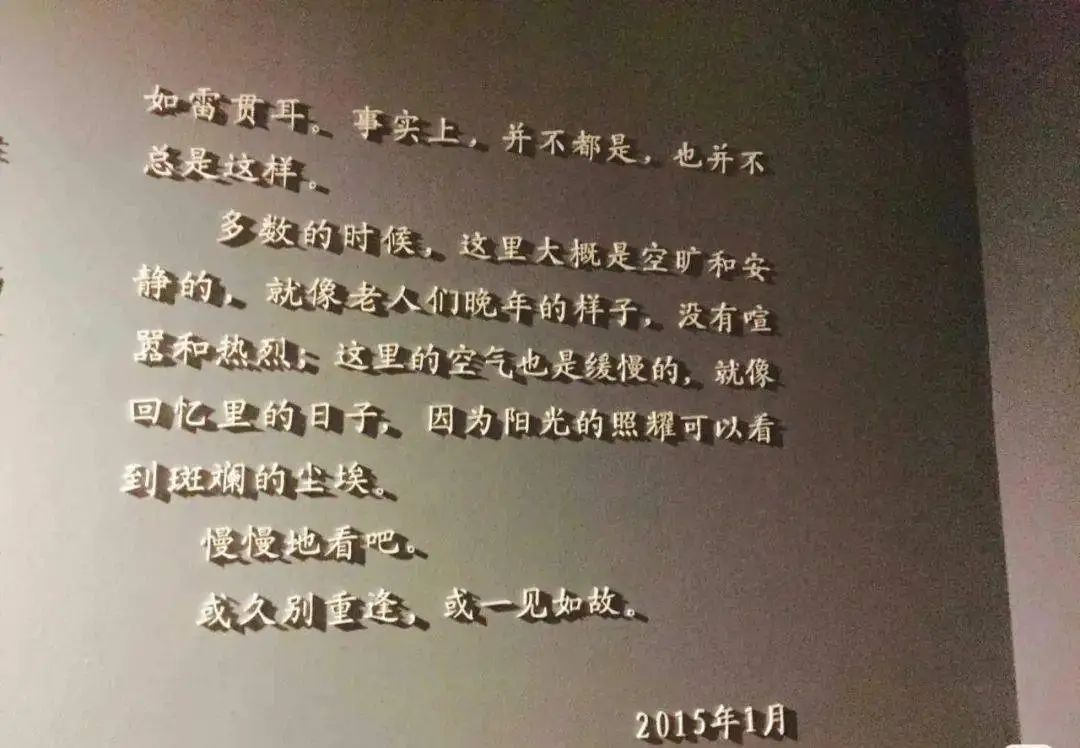 如雷贯耳。事实上，并不都是，也并不
总是这样。
多数的时候，这里大概是空旷和安
静的，就像老人们晚年的样子，没有喧
嚣和热烈；这里的空气也是缓慢的，就像
回忆里的日子，因为阳光的照耀可以看
到斑斓的尘埃。
慢慢地看吧。
或久别重逢，或一见如故。
2015年1月